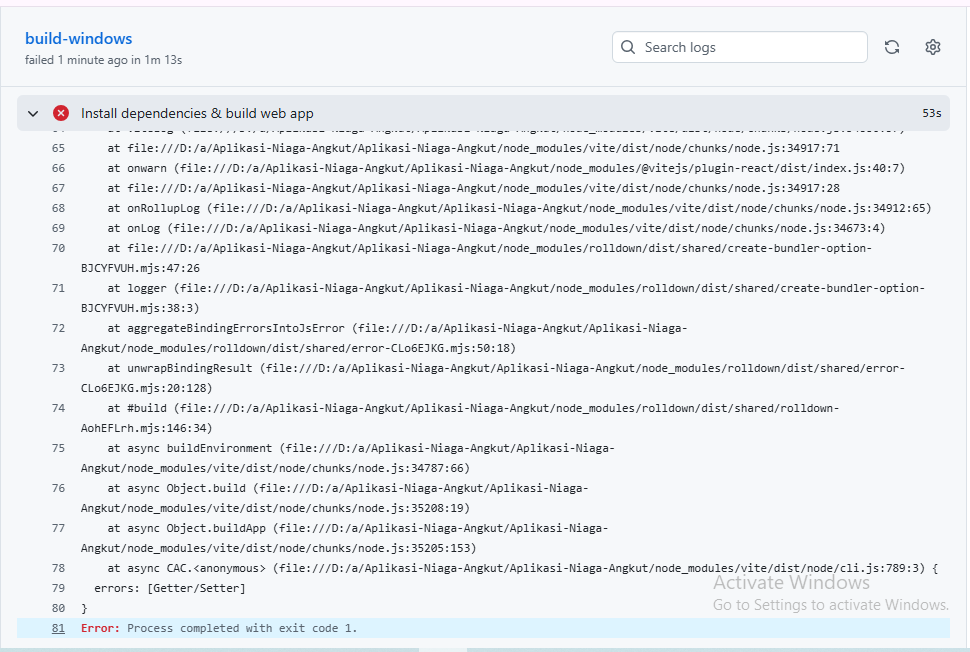 build-windows
failed 1 minute ago in 1m 13s
Search logs
Install dependencies & build web app
53s
65 at file:///D:/a/Aplikasi-Niaga-Angkut/Aplikasi-Niaga-Angkut/node_modules/vite/dist/node/chunks/node.js:34917:71
66 at onwarn (file:///D:/a/Aplikasi-Niaga-Angkut/Aplikasi-Niaga-Angkut/node_modules/@vitejs/plugin-react/dist/index.js:40:7)
67 at file:///D:/a/Aplikasi-Niaga-Angkut/Aplikasi-Niaga-Angkut/node_modules/vite/dist/node/chunks/node.js:34917:28
68 at onRollupLog (file:///D:/a/Aplikasi-Niaga-Angkut/Aplikasi-Niaga-Angkut/node_modules/vite/dist/node/chunks/node.js:34912:65)
69 at onLog (file:///D:/a/Aplikasi-Niaga-Angkut/Aplikasi-Niaga-Angkut/node_modules/vite/dist/node/chunks/node.js:34673:4)
70 at file:///D:/a/Aplikasi-Niaga-Angkut/Aplikasi-Niaga-Angkut/node_modules/rolldown/dist/shared/create-bundler-option-
BJCYFVUH.mjs:47:26
71 at logger (file:///D:/a/Aplikasi-Niaga-Angkut/Aplikasi-Niaga-Angkut/node_modules/rolldown/dist/shared/create-bundler-option-
BJCYFVUH.mjs:38:3)
72 at aggregateBindingErrorsIntoJsError (file:///D:/a/Aplikasi-Niaga-Angkut/Aplikasi-Niaga-
Angkut/node_modules/rolldown/dist/shared/error-CLo6EJKG.mjs:50:18)
73 at unwrapBindingResult (file:///D:/a/Aplikasi-Niaga-Angkut/Aplikasi-Niaga-Angkut/node_modules/rolldown/dist/shared/error-
CLo6EJKG.mjs:20:128)
74 at #build (file:///D:/a/Aplikasi-Niaga-Angkut/Aplikasi-Niaga-Angkut/node_modules/rolldown/dist/shared/rolldown-
AohEFLrh.mjs:146:34)
75 at async buildEnvironment (file:///D:/a/Aplikasi-Niaga-Angkut/Aplikasi-Niaga-
Angkut/node_modules/vite/dist/node/chunks/node.js:34787:66)
76 at async Object.build (file:///D:/a/Aplikasi-Niaga-Angkut/Aplikasi-Niaga-
Angkut/node_modules/vite/dist/node/chunks/node.js:35208:19)
77 at async Object.buildApp (file:///D:/a/Aplikasi-Niaga-Angkut/Aplikasi-Niaga-
Angkut/node_modules/vite/dist/node/chunks/node.js:35205:153)
78 at async CAC.<anonymous> (file:///D:/a/Aplikasi-Niaga-Angkut/Aplikasi-Niaga-Angkut/node_modules/vite/dist/node/cli.js:789:3) {
79 errors: [Getter/Setter]
80 }
81 Error: Process completed with exit code 1.
Activate Windows
Go to Settings to activate Windows.